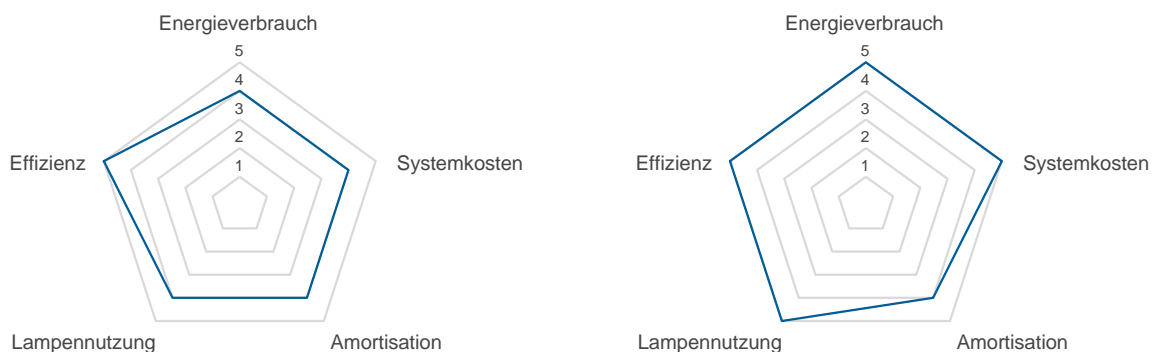 Energieverbrauch
5
4
3
2
1
Effizienz
Systemkosten
Lampennutzung
Amortisation
Energieverbrauch
5
4
3
2
1
Effizienz
Systemkosten
Lampennutzung
Amortisation